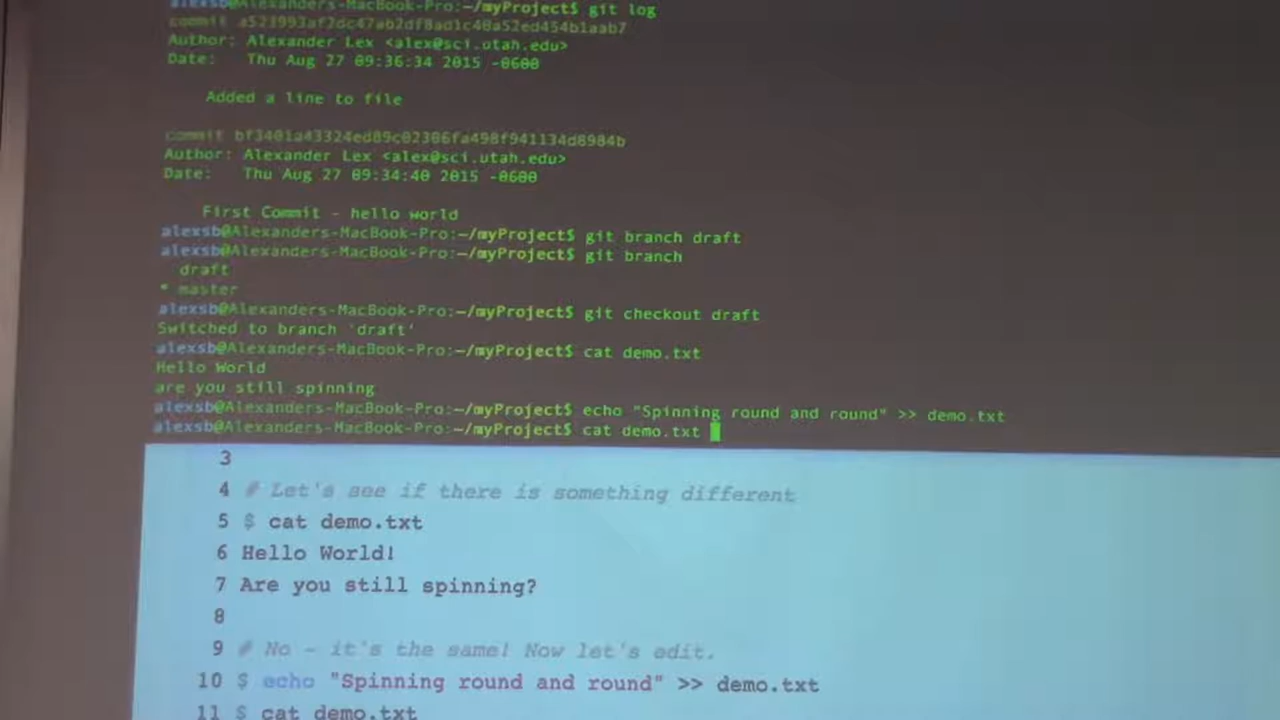 alexsb@Alexanders-MacBook-Pro:~/myProject$ git log
commit a521993af2dc47ab2df8ad1c40a52ed454b1aab7
Author: Alexander Lex <alex@sci.utah.edu>
Date: Thu Aug 27 09:36:34 2015 -0600
Added a line to file
commit bf3401a43324ed89c02306fa498f941134d8984b
Author: Alexander Lex <alex@sci.utah.edu>
Date: Thu Aug 27 09:34:40 2015 -0600
First Commit - hello world
alexsb@Alexanders-MacBook-Pro:~/myProject$ git branch draft
alexsb@Alexanders-MacBook-Pro:~/myProject$ git branch
draft
* master
alexsb@Alexanders-MacBook-Pro:~/myProject$ git checkout draft
Switched to branch 'draft'
alexsb@Alexanders-MacBook-Pro:~/myProject$ cat demo.txt
Hello World
are you still spinning
alexsb@Alexanders-MacBook-Pro:~/myProject$ echo "Spinning round and round" >> demo.txt
alexsb@Alexanders-MacBook-Pro:~/myProject$ cat demo.txt
3
4 # Let's see if there is something different
5 $ cat demo.txt
6 Hello World!
7 Are you still spinning?
8
9 # No - it's the same! Now let's edit.
10 $ echo "Spinning round and round" >> demo.txt
11 $ cat demo.txt